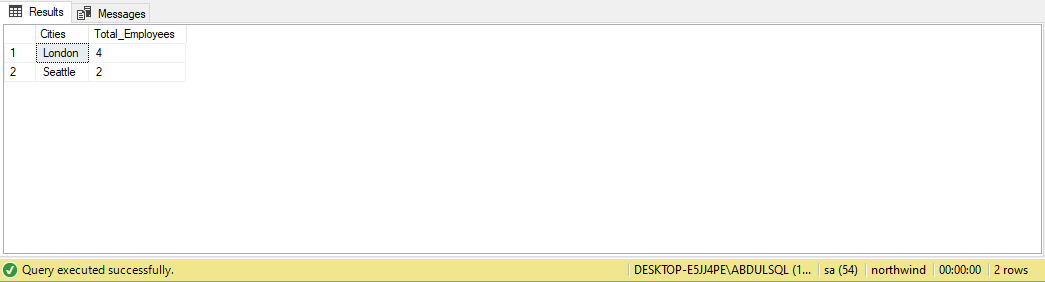 Results Messages
Cities Total_Employees
1 London 4
2 Seattle 2
Query executed successfully. DESKTOP-E5JJ4PE\ABDULSQL (1... sa (54) northwind 00:00:00 2 rows